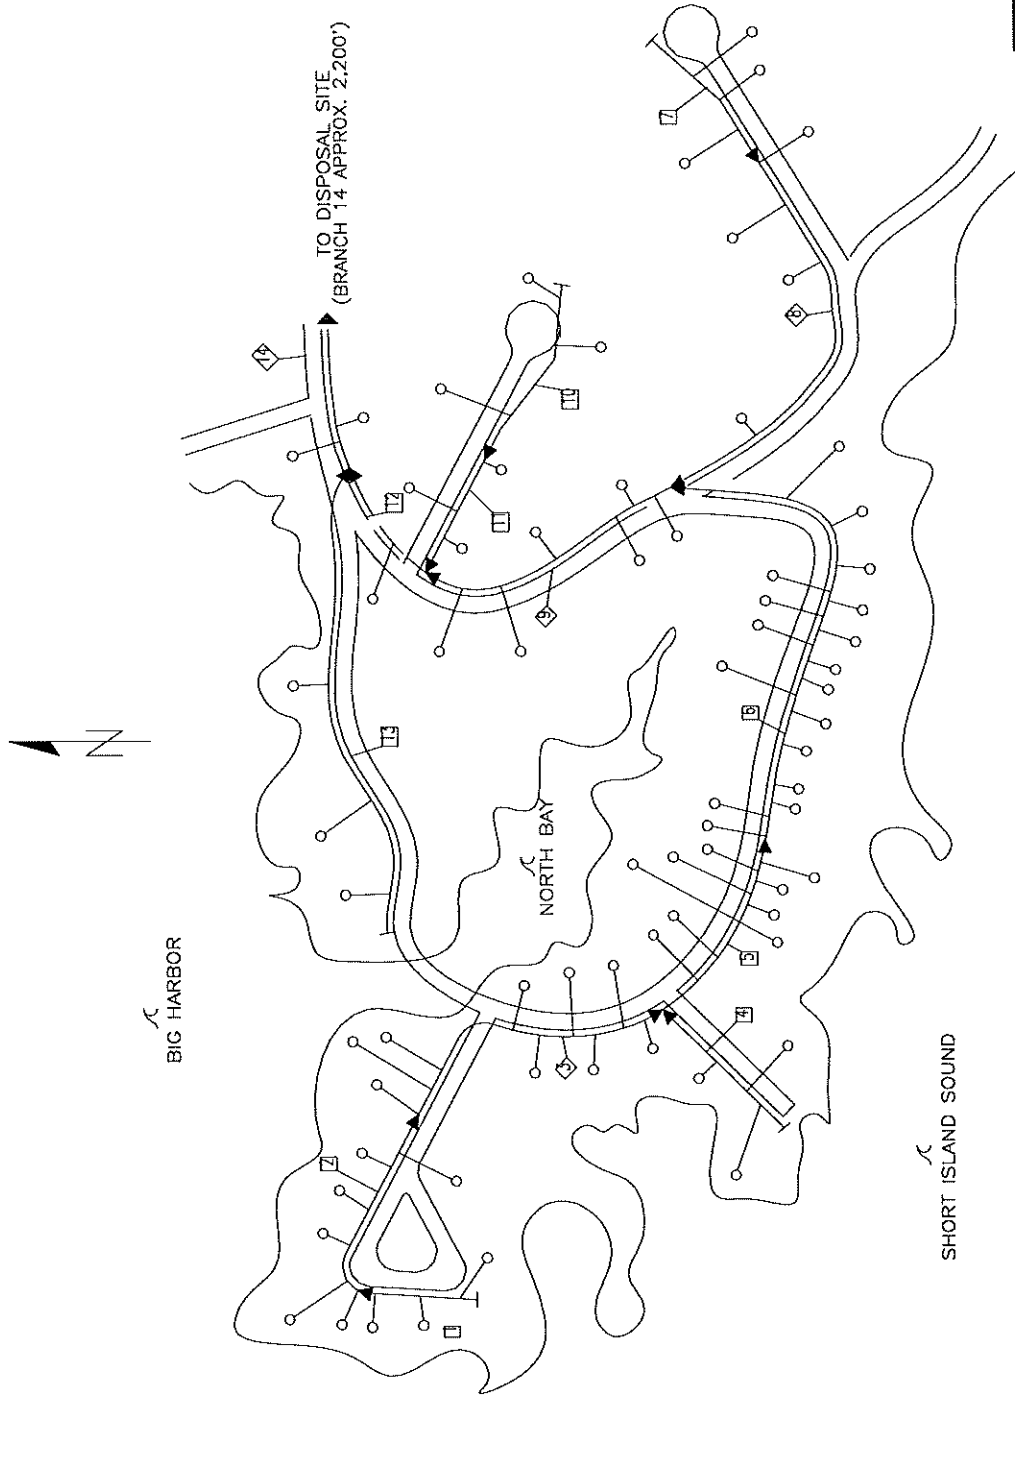 TO DISPOSAL SITE
(BRANCH 14 APPROX. 2,200')
14
7
8
10
12
11
9
N
13
6
NORTH BAY
BIG HARBOR
5
4
3
2
SHORT ISLAND SOUND
1